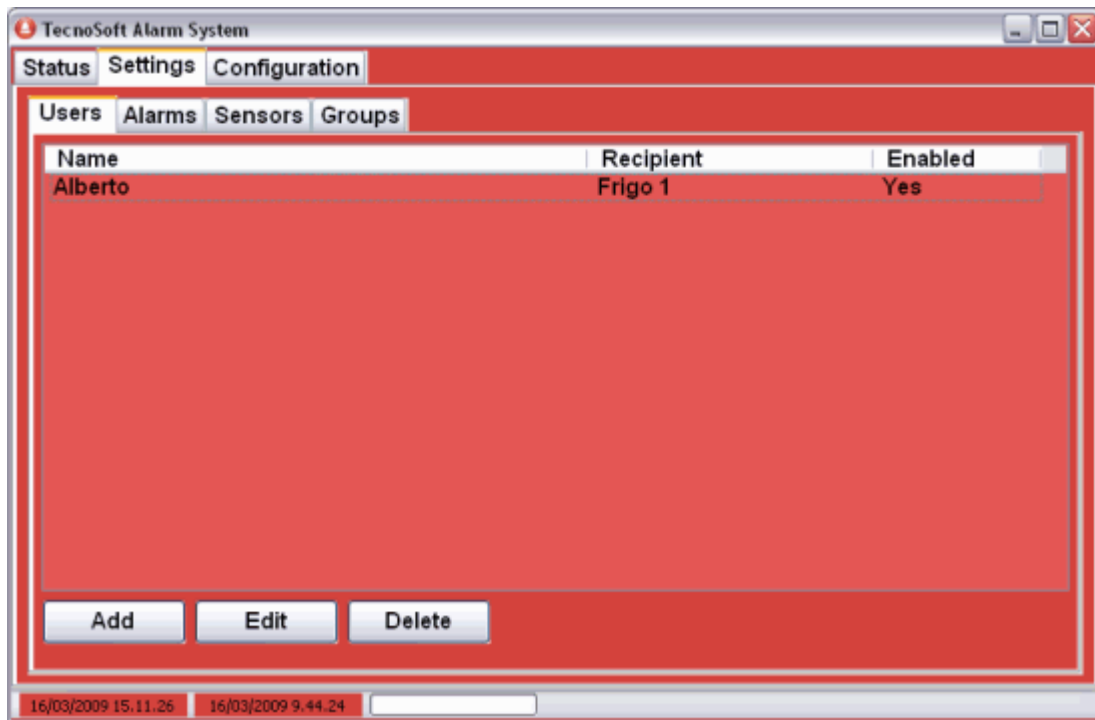 TecnoSoft Alarm System
Status Settings Configuration
Users Alarms Sensors Groups
Name Recipient Enabled
Alberto Frigo 1 Yes
Add Edit Delete
16/03/2009 15.11.26 16/03/2009 9.44.24